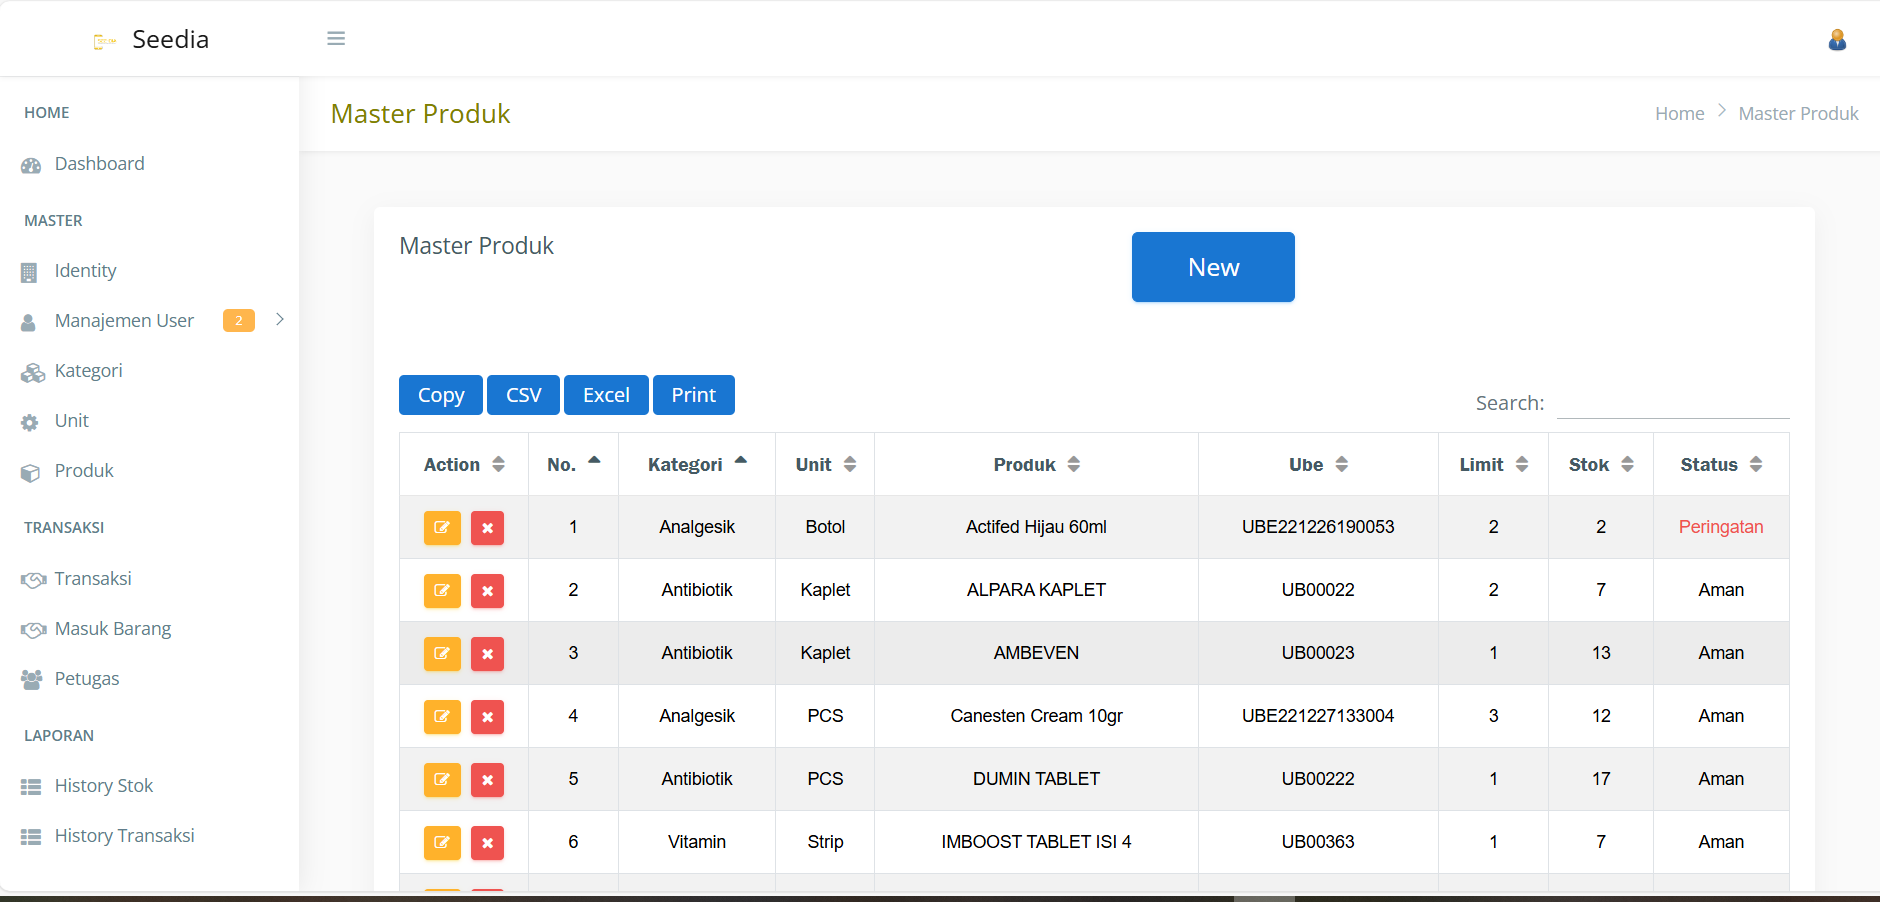 Seedia
HOME
Dashboard
MASTER
Identity
Manajemen User 2
Kategori
Unit
Produk
TRANSAKSI
Transaksi
Masuk Barang
Petugas
LAPORAN
History Stok
History Transaksi
Master Produk
Home Master Produk
Master Produk
New
Copy CSV Excel Print
Search:
Action No. Kategori Unit Produk Ube Limit Stok Status
1 Analgesik Botol Actifed Hijau 60ml UBE221226190053 2 2 Peringatan
2 Antibiotik Kaplet ALPARA KAPLET UB00022 2 7 Aman
3 Antibiotik Kaplet AMBEVEN UB00023 1 13 Aman
4 Analgesik PCS Canesten Cream 10gr UBE221227133004 3 12 Aman
5 Antibiotik PCS DUMIN TABLET UB00222 1 17 Aman
6 Vitamin Strip IMBOOST TABLET ISI 4 UB00363 1 7 Aman